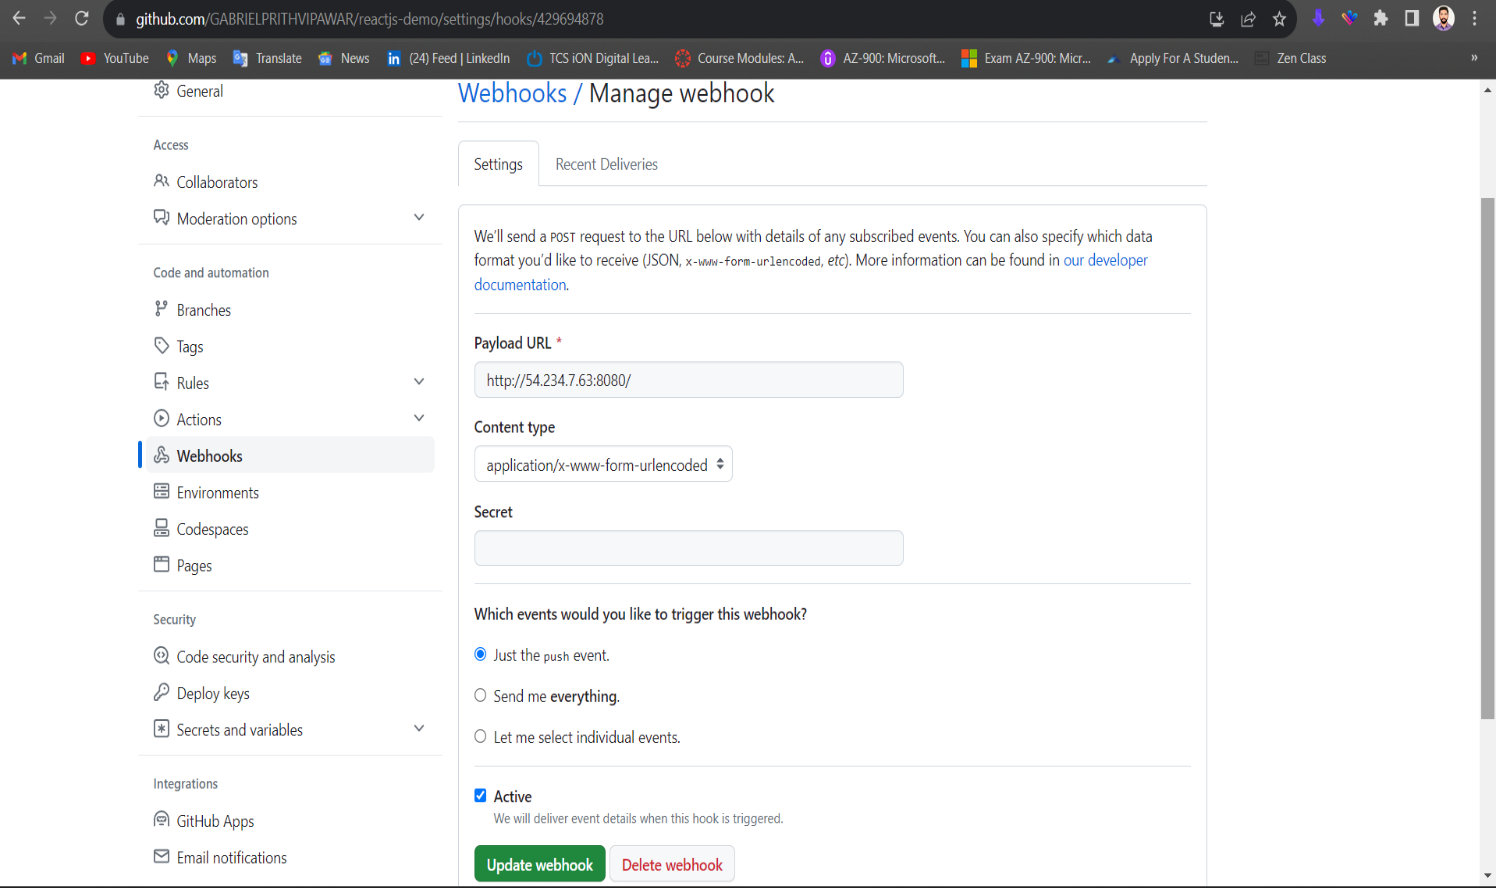 github.com/GABRIELPRITHVIPAWAR/reactjs-demo/settings/hooks/429694878
Gmail YouTube Maps Translate News (24) Feed | LinkedIn TCS iON Digital Lea... Course Modules: A... AZ-900: Microsoft... Exam AZ-900: Micr... Apply For A Studen... Zen Class »
General
Access
Collaborators
Moderation options
Code and automation
Branches
Tags
Rules
Actions
Webhooks
Environments
Codespaces
Pages
Security
Code security and analysis
Deploy keys
Secrets and variables
Integrations
GitHub Apps
Email notifications
Webhooks / Manage webhook
Settings Recent Deliveries
We'll send a POST request to the URL below with details of any subscribed events. You can also specify which data
format you'd like to receive (JSON, x-www-form-urlencoded, etc). More information can be found in our developer
documentation.
Payload URL *
http://54.234.7.63:8080/
Content type
application/x-www-form-urlencoded
Secret
Which events would you like to trigger this webhook?
Just the push event.
Send me everything.
Let me select individual events.
Active
We will deliver event details when this hook is triggered.
Update webhook Delete webhook